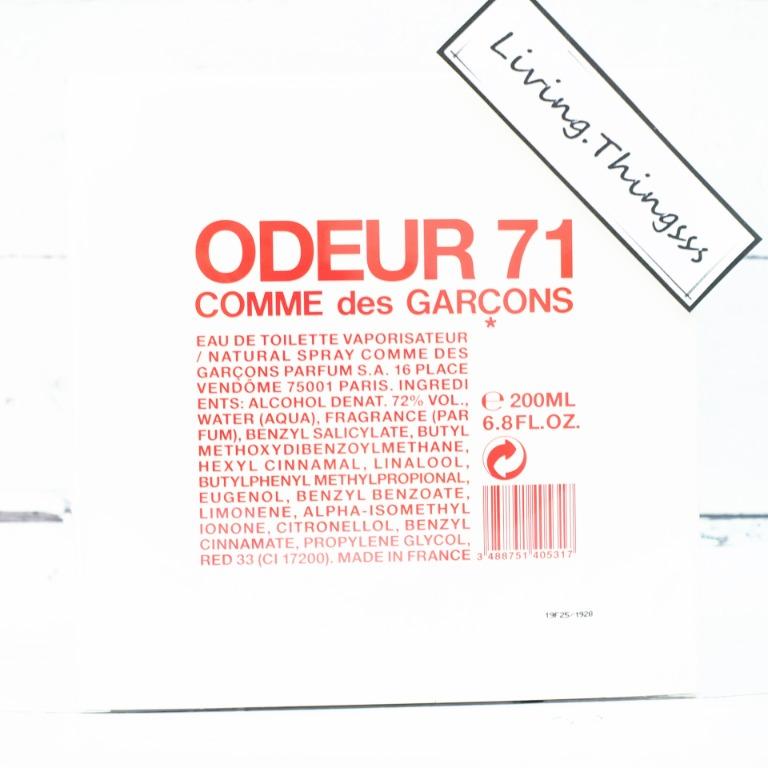 Living.Thingsss
ODEUR 71
COMME des GARÇONS
*
EAU DE TOILETTE VAPORISATEUR
/ NATURAL SPRAY COMME DES
GARÇONS PARFUM S.A. 16 PLACE
VENDÔME 75001 PARIS. INGREDI
ENTS: ALCOHOL DENAT. 72% VOL.,
WATER (AQUA), FRAGRANCE (PAR
FUM), BENZYL SALICYLATE, BUTYL
METHOXYDIBENZOYLMETHANE,
HEXYL CINNAMAL, LINALOOL,
BUTYLPHENYL METHYLPROPIONAL,
EUGENOL, BENZYL BENZOATE,
LIMONENE, ALPHA-ISOMETHYL
IONONE, CITRONELLOL, BENZYL
CINNAMATE, PROPYLENE GLYCOL,
RED 33 (CI 17200). MADE IN FRANCE
℮ 200ML
6.8FL.OZ.
3 488751 405317
19F25/1928